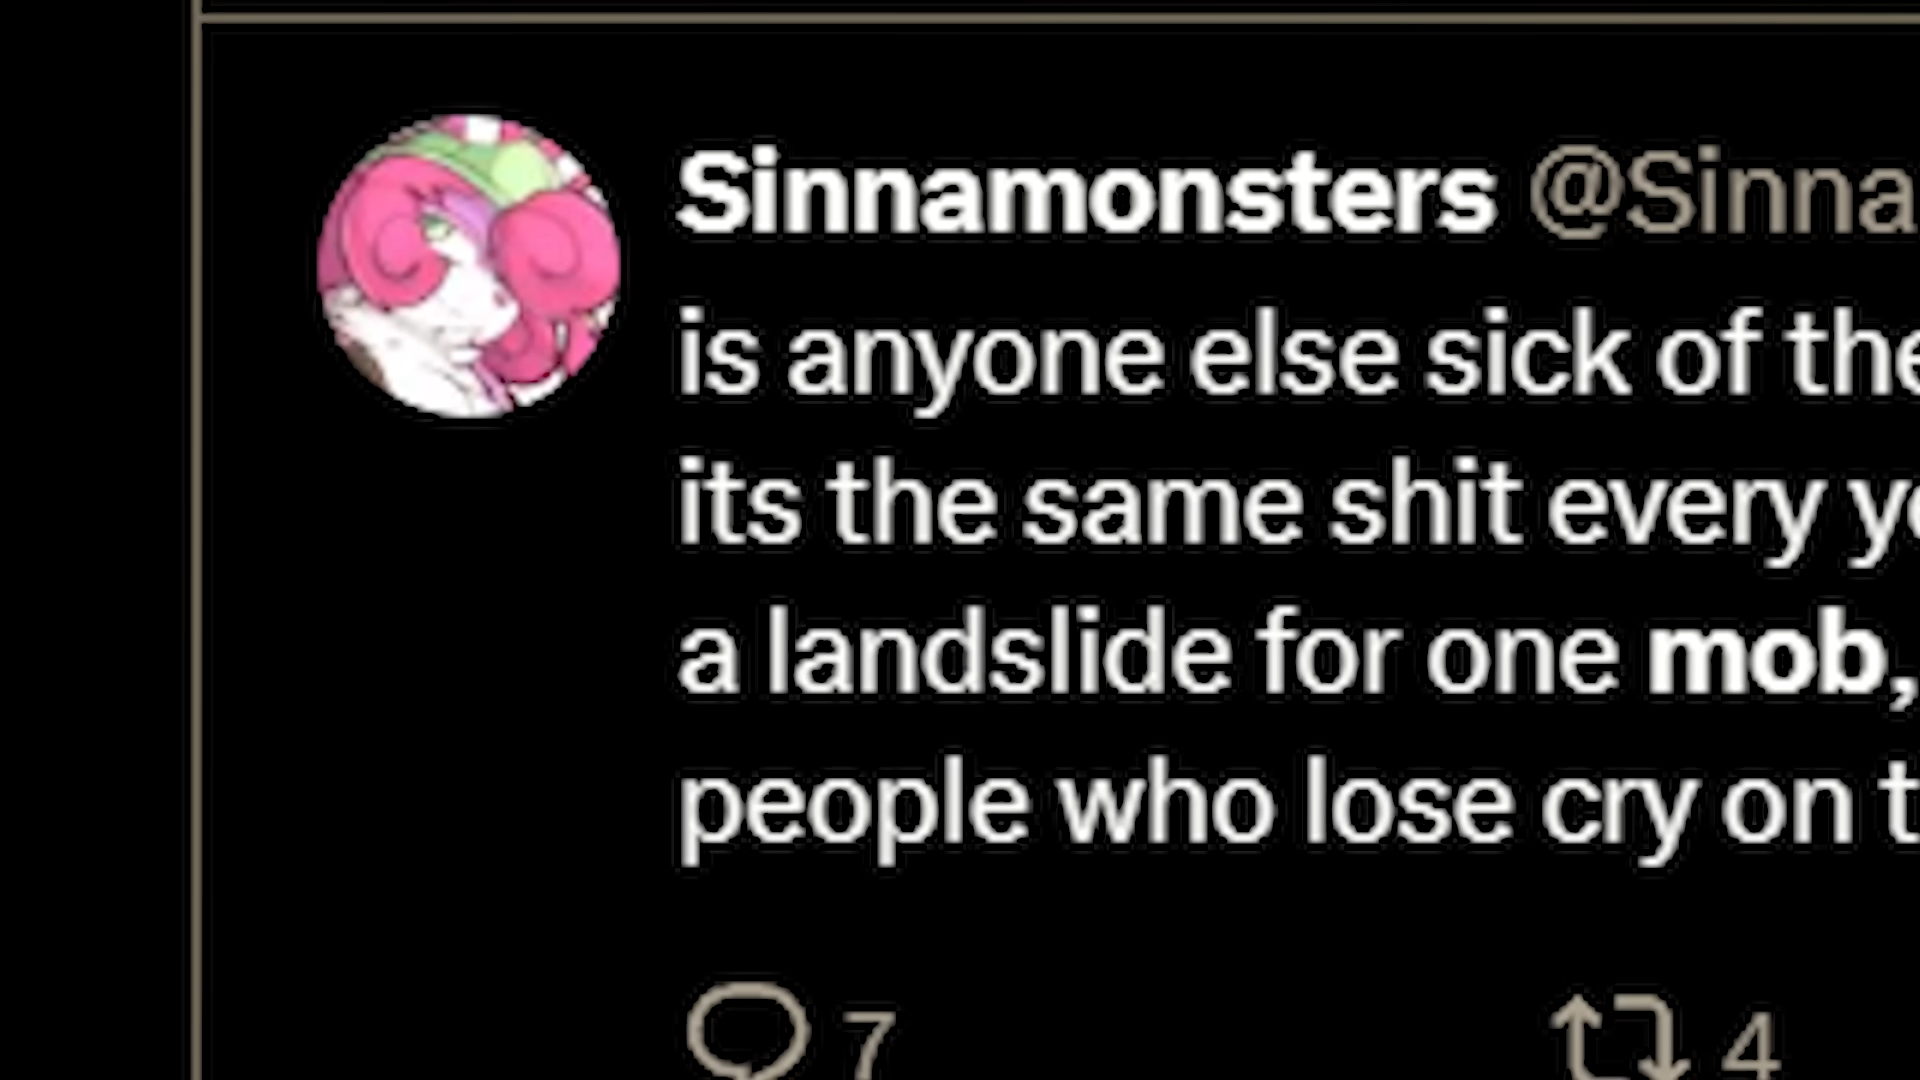 Sinnamonsters @Sinna
is anyone else sick of the
its the same shit every
a landslide for one mob,
people who lose cry on
7 4